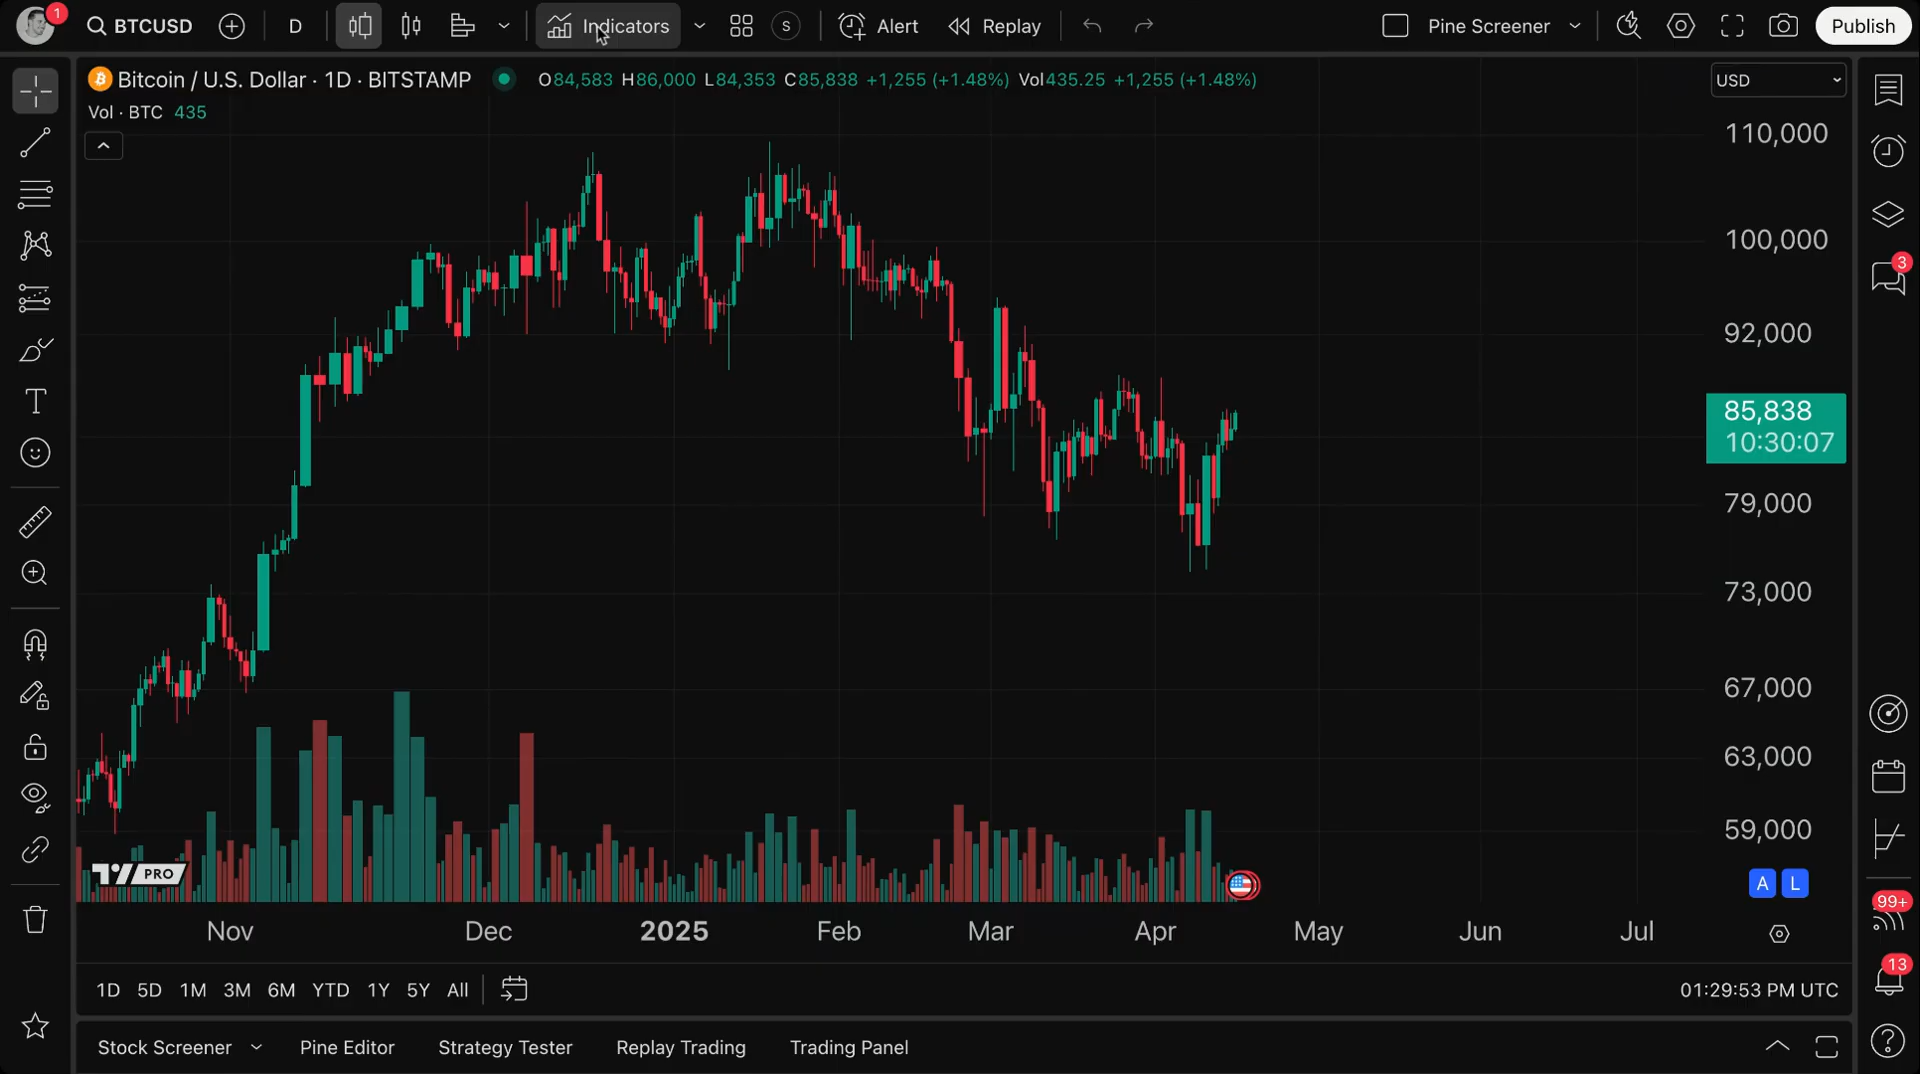 1 BTCUSD D Indicators S Alert Replay Pine Screener Publish
Bitcoin / U.S. Dollar · 1D · BITSTAMP O84,583 H86,000 L84,353 C85,838 +1,255 (+1.48%) Vol435.25 +1,255 (+1.48%) USD
Vol · BTC 435
110,000
100,000
3
92,000
85,838
10:30:07
79,000
73,000
67,000
63,000
59,000
PRO
A L
99+
Nov Dec 2025 Feb Mar Apr May Jun Jul
13
1D 5D 1M 3M 6M YTD 1Y 5Y All 01:29:53 PM UTC
Stock Screener Pine Editor Strategy Tester Replay Trading Trading Panel